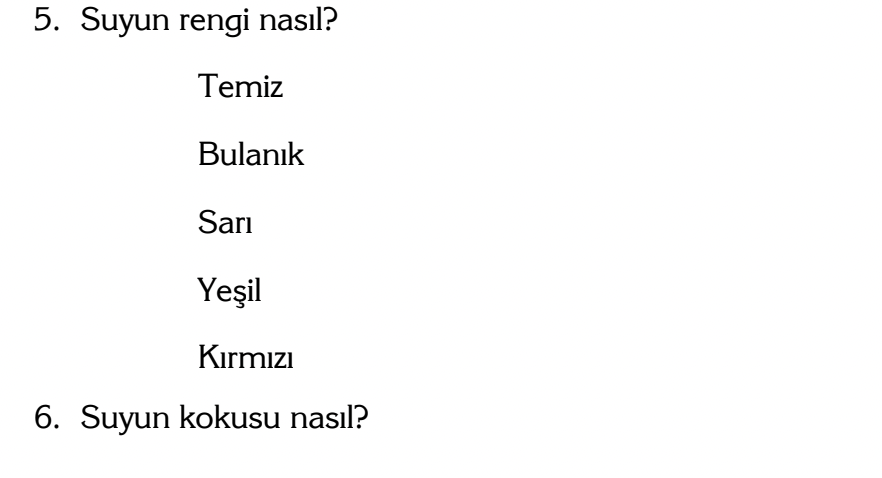 5. Suyun rengi nasıl?
Temiz
Bulanık
Sarı
Yeşil
Kırmızı
6. Suyun kokusu nasıl?